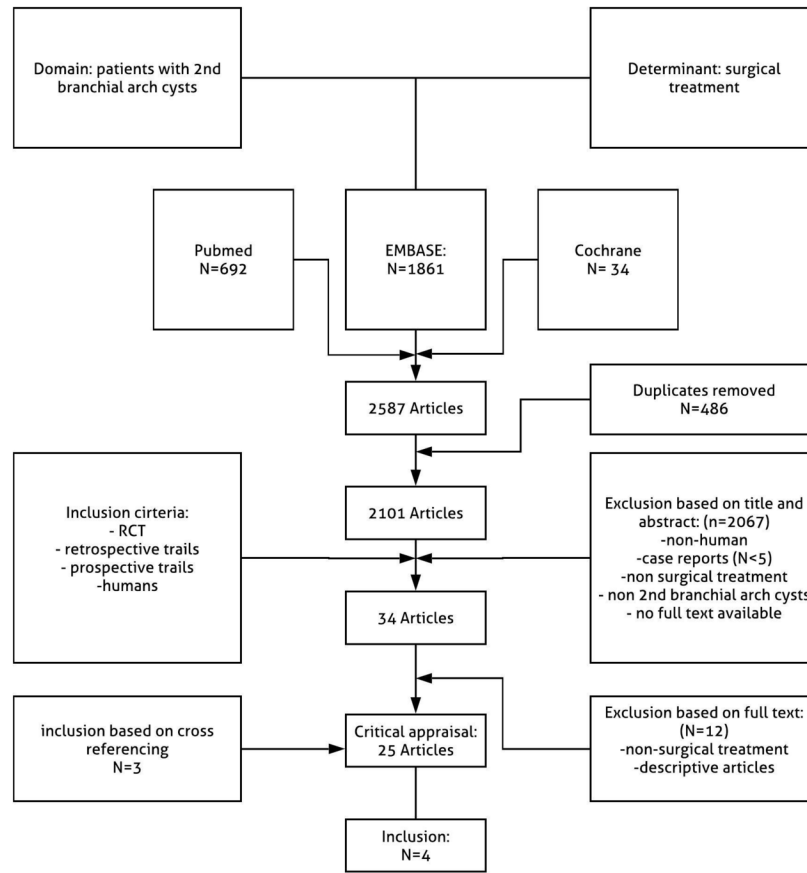 Domain: patients with 2nd
branchial arch cysts
Determinant: surgical
treatment
Pubmed
N=692
EMBASE:
N=1861
Cochrane
N= 34
2587 Articles
Duplicates removed
N=486
2101 Articles
Inclusion cirteria:
- RCT
- retrospective trails
- prospective trails
-humans
Exclusion based on title and
abstract: (n=2067)
-non-human
-case reports (N<5)
-non surgical treatment
- non 2nd branchial arch cysts
- no full text available
34 Articles
inclusion based on cross
referencing
N=3
Critical appraisal:
25 Articles
Exclusion based on full text:
(N=12)
-non-surgical treatment
-descriptive articles
Inclusion:
N=4